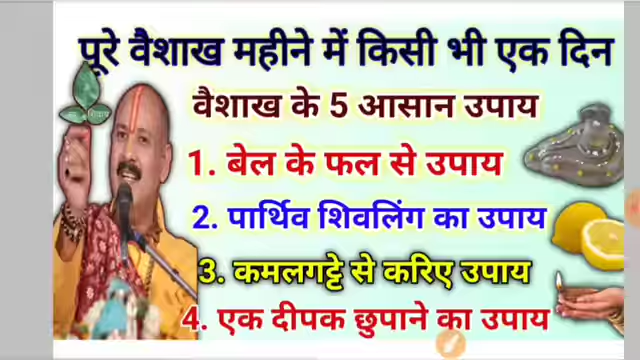 पूरे वैशाख महीने में किसी भी एक दिन
वैशाख के 5 आसान उपाय
1. बेल के फल से उपाय
2. पार्थिव शिवलिंग का उपाय
3. कमलगट्टे से करिए उपाय
4. एक दीपक छुपाने का उपाय